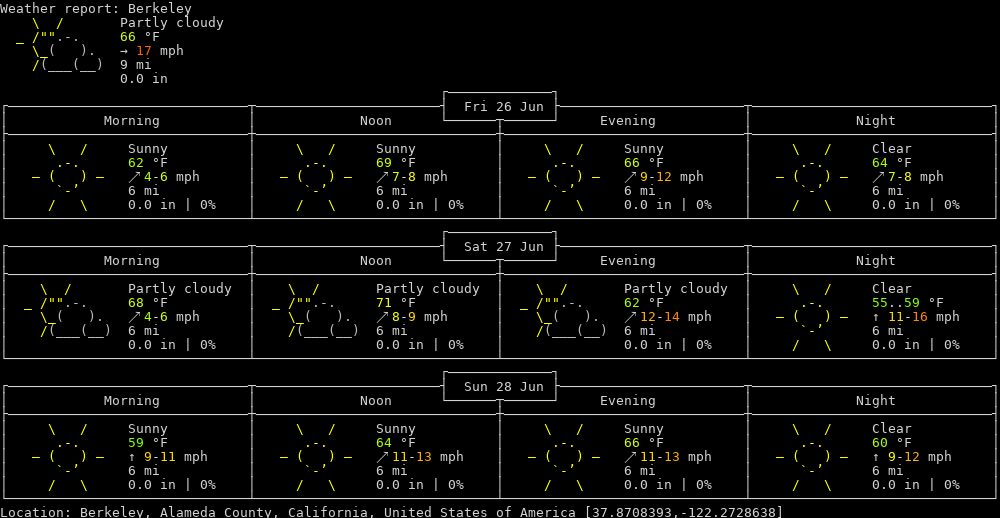 Weather report: Berkeley
Partly cloudy
66 °F
→ 17 mph
9 mi
0.0 in
Fri 26 Jun
Morning Noon Evening Night
Sunny Sunny Sunny Clear
62 °F 69 °F 66 °F 64 °F
↗ 4-6 mph ↗ 7-8 mph ↗ 9-12 mph ↗ 7-8 mph
6 mi 6 mi 6 mi 6 mi
0.0 in | 0% 0.0 in | 0% 0.0 in | 0% 0.0 in | 0%
Sat 27 Jun
Morning Noon Evening Night
Partly cloudy Partly cloudy Partly cloudy Clear
68 °F 71 °F 62 °F 55..59 °F
↗ 4-6 mph ↗ 8-9 mph ↗ 12-14 mph ↑ 11-16 mph
6 mi 6 mi 6 mi 6 mi
0.0 in | 0% 0.0 in | 0% 0.0 in | 0% 0.0 in | 0%
Sun 28 Jun
Morning Noon Evening Night
Sunny Sunny Sunny Clear
59 °F 64 °F 66 °F 60 °F
↑ 9-11 mph ↗ 11-13 mph ↗ 11-13 mph ↑ 9-12 mph
6 mi 6 mi 6 mi 6 mi
0.0 in | 0% 0.0 in | 0% 0.0 in | 0% 0.0 in | 0%
Location: Berkeley, Alameda County, California, United States of America [37.8708393,-122.2728638]